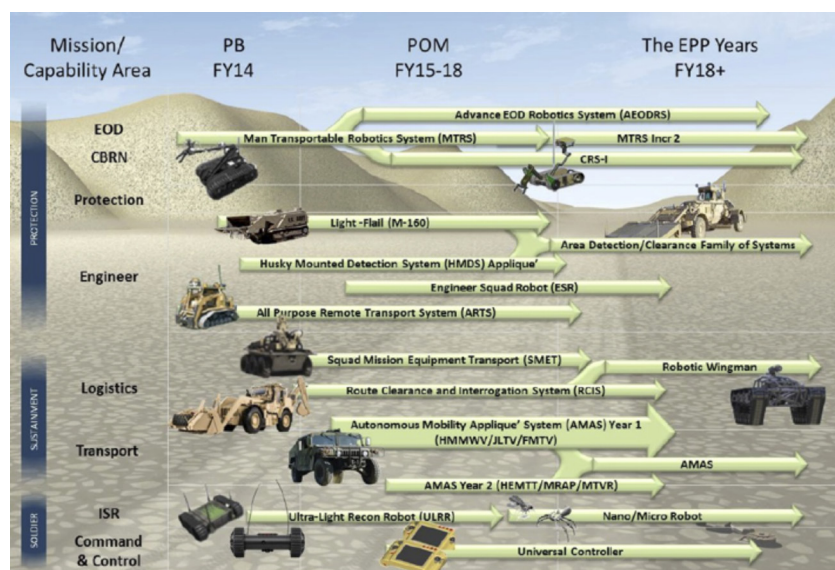 Mission/
Capability Area
PB
FY14
POM
FY15-18
The EPP Years
FY18+
PROTECTION
EOD
CBRN
Protection
Engineer
Advance EOD Robotics System (AEODRS)
Man Transportable Robotics System (MTRS)
MTRS Incr 2
CRS-I
Light -Flail (M-160)
Area Detection/Clearance Family of Systems
Husky Mounted Detection System (HMDS) Applique'
Engineer Squad Robot (ESR)
All Purpose Remote Transport System (ARTS)
SUSTAINMENT
Logistics
Transport
Squad Mission Equipment Transport (SMET)
Robotic Wingman
Route Clearance and Interrogation System (RCIS)
Autonomous Mobility Applique' System (AMAS) Year 1
(HMMWV/JLTV/FMTV)
AMAS
AMAS Year 2 (HEMTT/MRAP/MTVR)
SOLDIER
ISR
Command
& Control
Ultra-Light Recon Robot (ULRR)
Nano/Micro Robot
Universal Controller